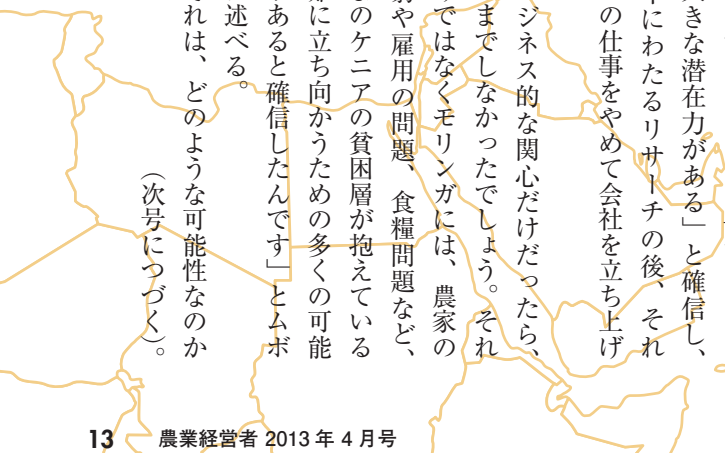 きな潜在力がある」と確信し、
にわたるリサーチの後、それ
の仕事をやめて会社を立ち上げ
ジネス的な関心だけだったら、
までしなかったでしょう。それ
ではなくモリンガには、農家の
や雇用の問題、食糧問題など、
のケニアの貧困層が抱えている
に立ち向かうための多くの可能
あると確信したんです」とムボ
述べる。
れは、どのような可能性なのか
（次号につづく）。
13 農業経営者 2013 年 4 月号